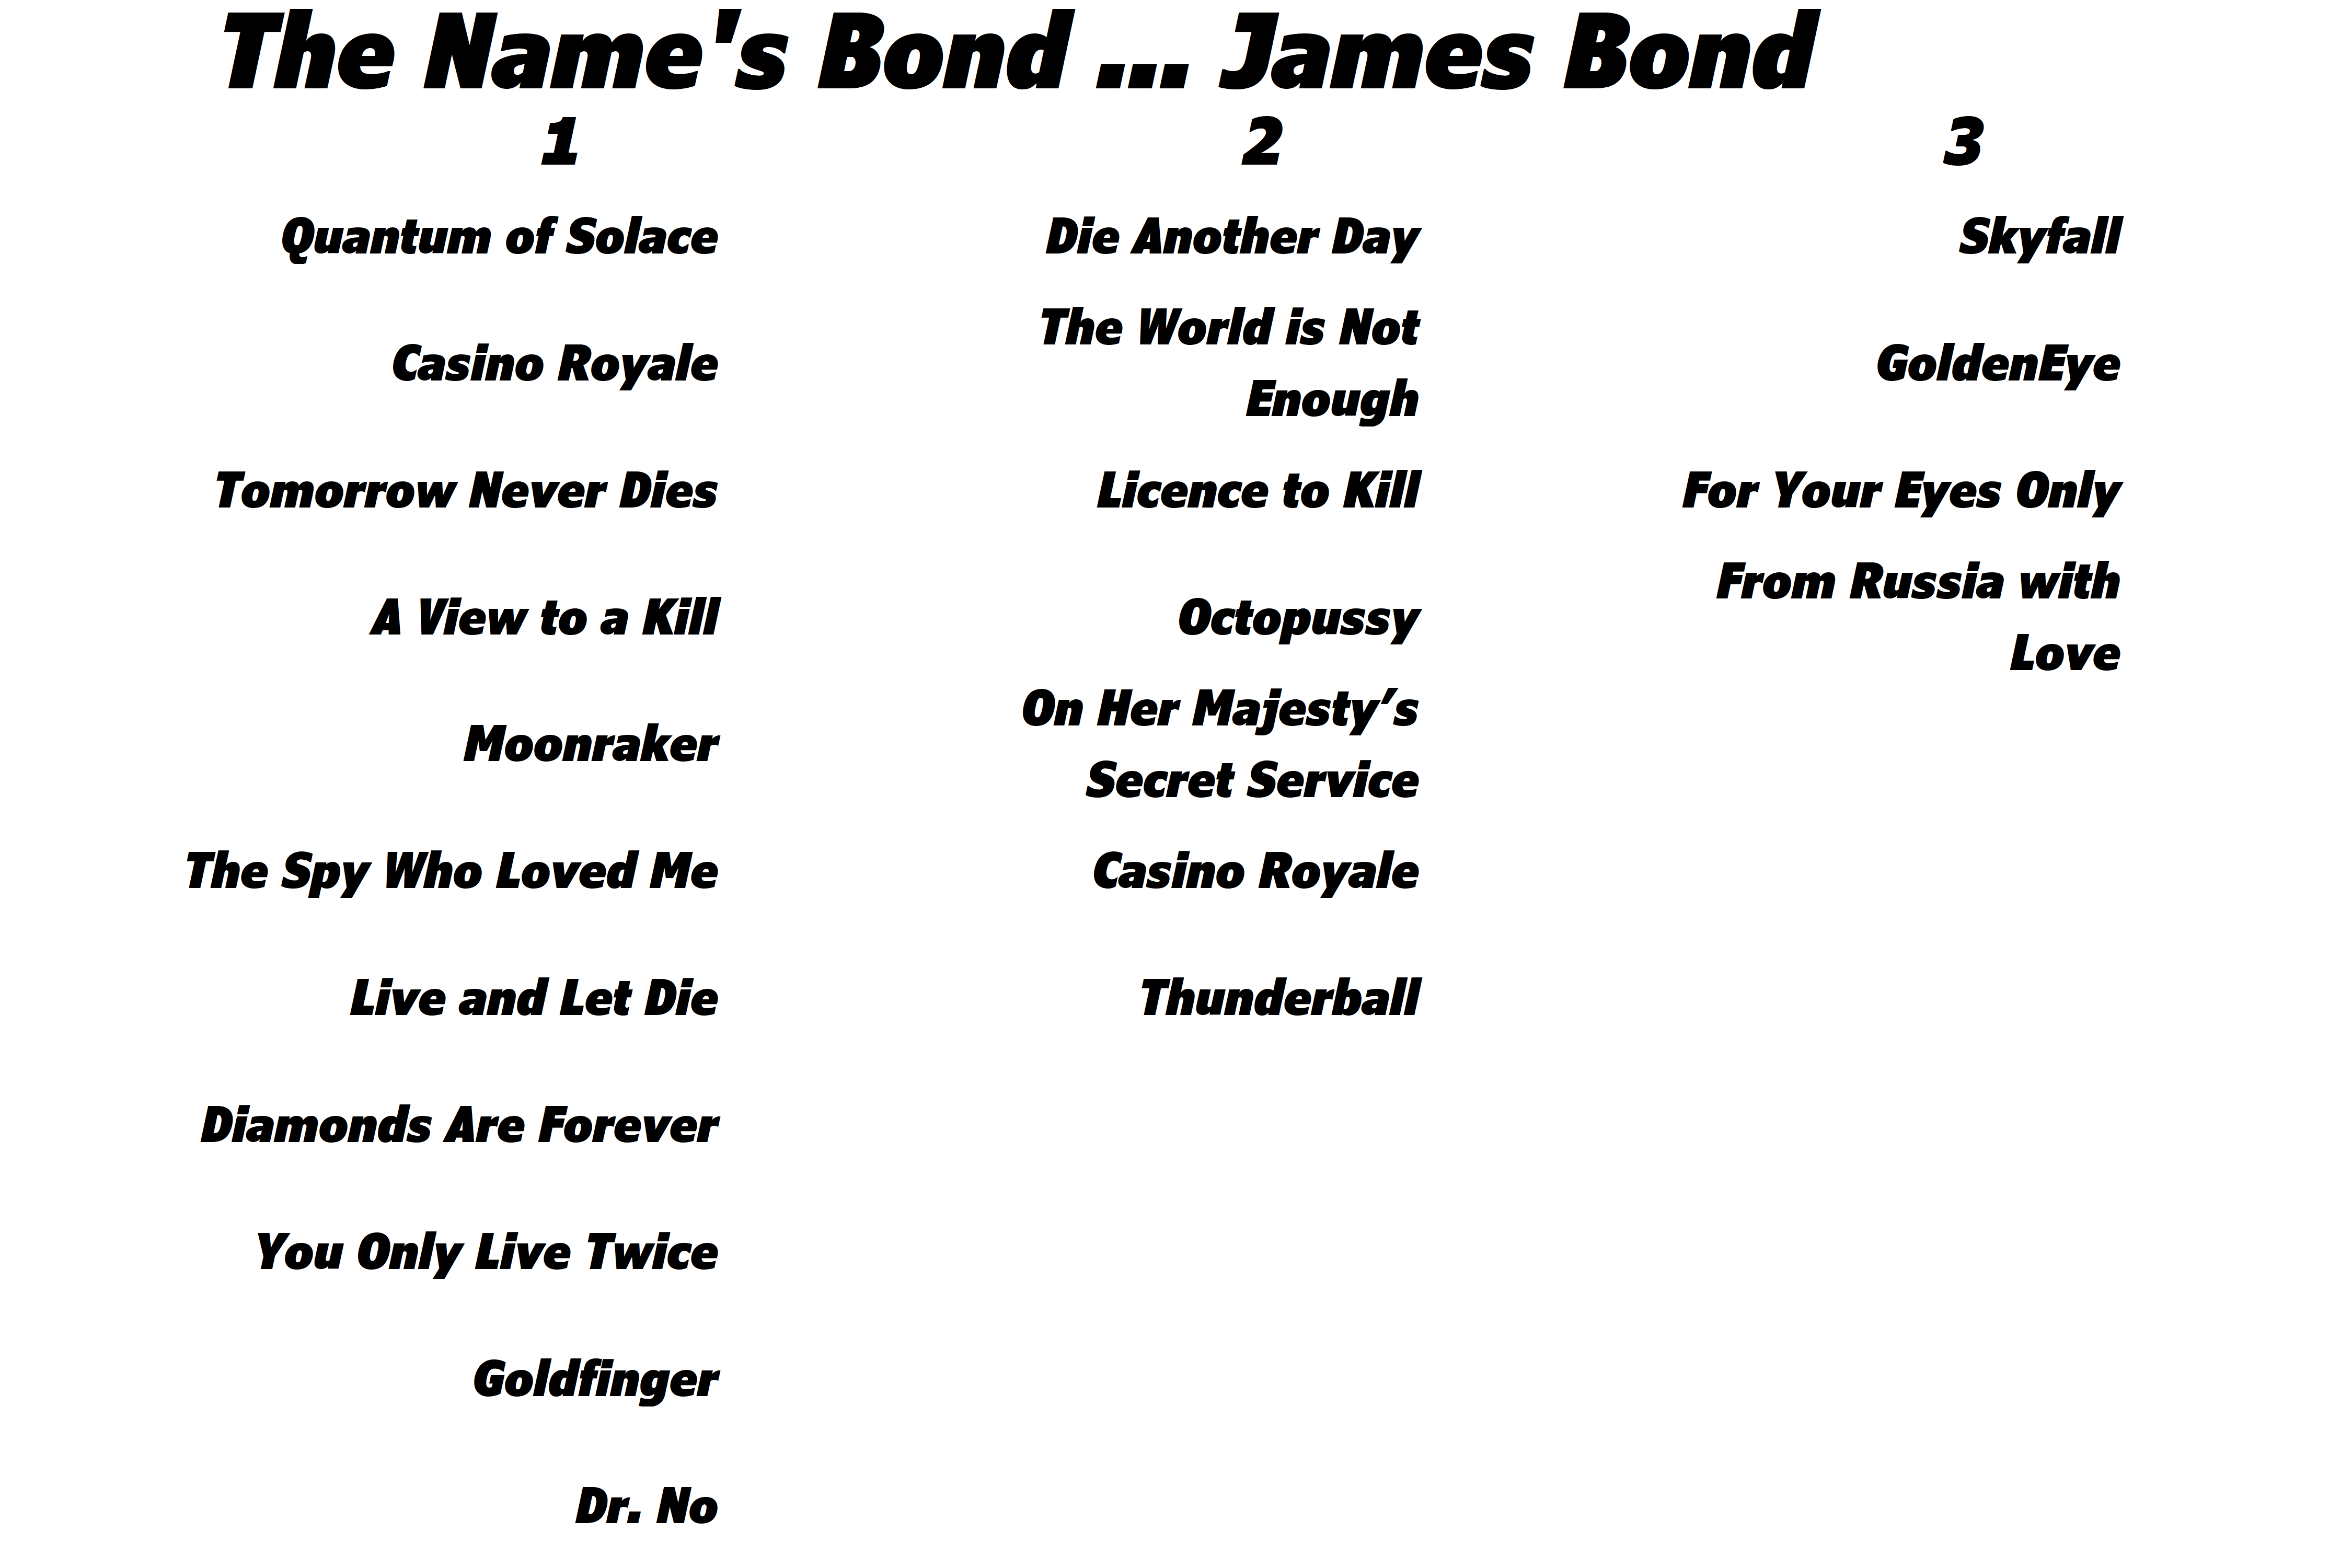 The Name's Bond ... James Bond
1
2
3
Quantum of Solace
Die Another Day
Skyfall
Casino Royale
The World is Not
Enough
GoldenEye
Tomorrow Never Dies
Licence to Kill
For Your Eyes Only
A View to a Kill
Octopussy
From Russia with
Love
Moonraker
On Her Majesty’s
Secret Service
The Spy Who Loved Me
Casino Royale
Live and Let Die
Thunderball
Diamonds Are Forever
You Only Live Twice
Goldfinger
Dr. No